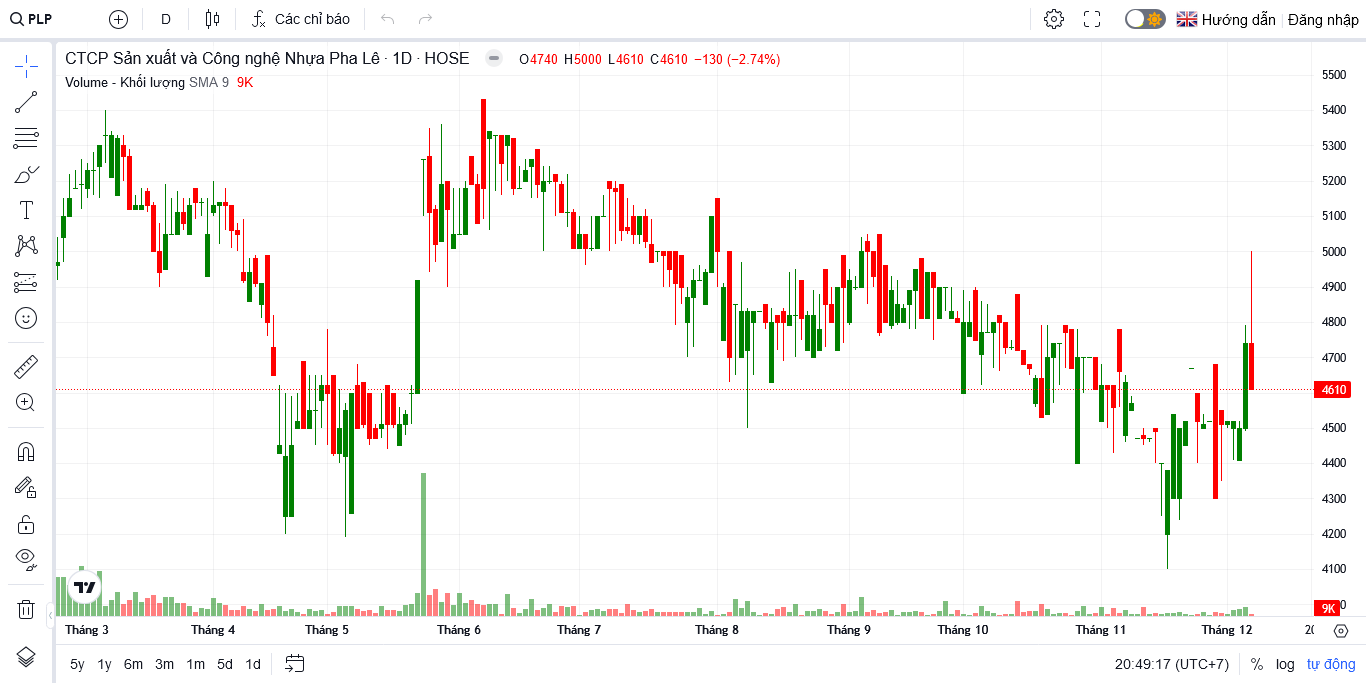 PLP D Các chỉ báo Hướng dẫn Đăng nhập
CTCP Sản xuất và Công nghệ Nhựa Pha Lê · 1D · HOSE O4740 H5000 L4610 C4610 −130 (−2.74%)
Volume - Khối lượng SMA 9 9K
5500
5400
5300
5200
5100
5000
4900
4800
4700
4610
4500
4400
4300
4200
4100
9K
Tháng 3 Tháng 4 Tháng 5 Tháng 6 Tháng 7 Tháng 8 Tháng 9 Tháng 10 Tháng 11 Tháng 12
5y 1y 6m 3m 1m 5d 1d 20:49:17 (UTC+7) % log tự động